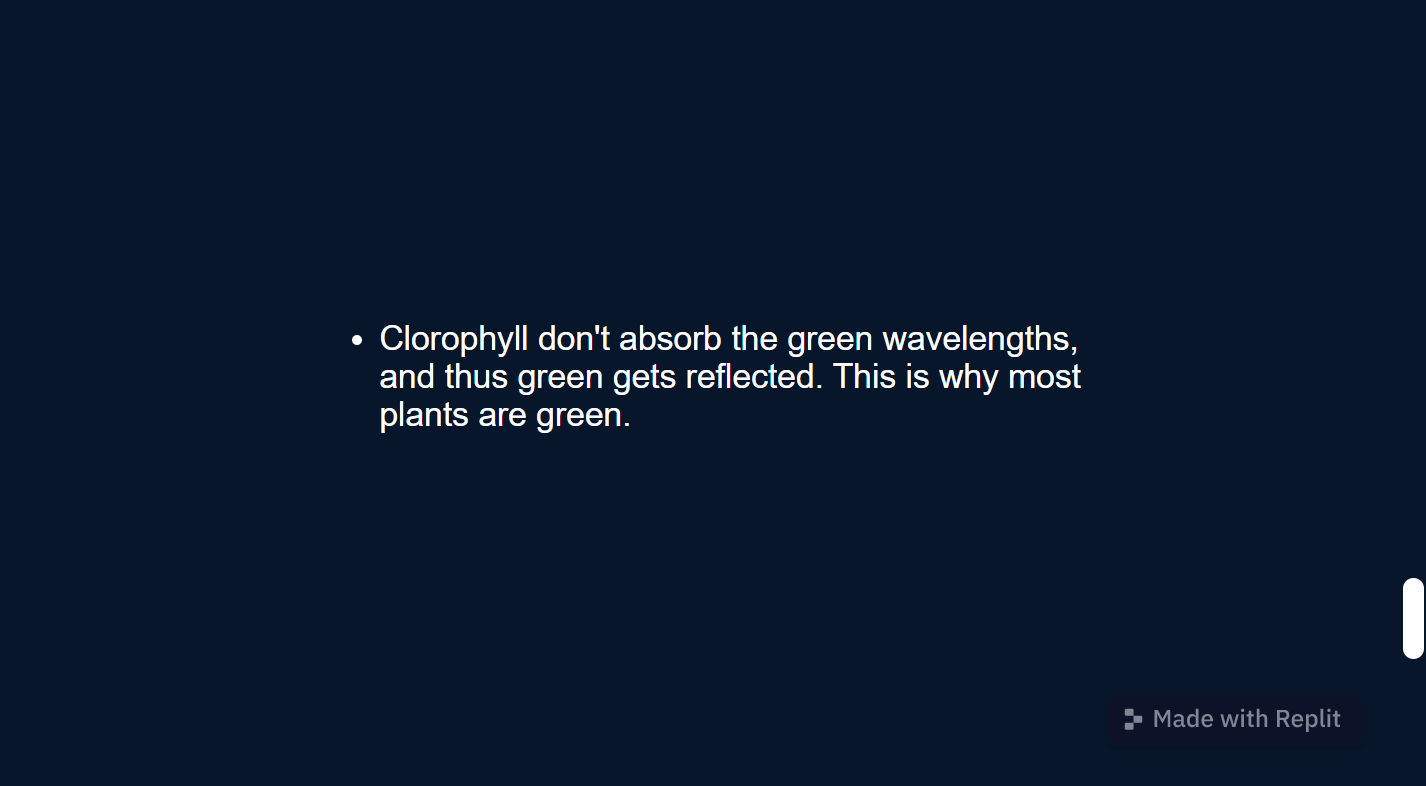 Clorophyll don't absorb the green wavelengths,
and thus green gets reflected. This is why most
plants are green.
Made with Replit